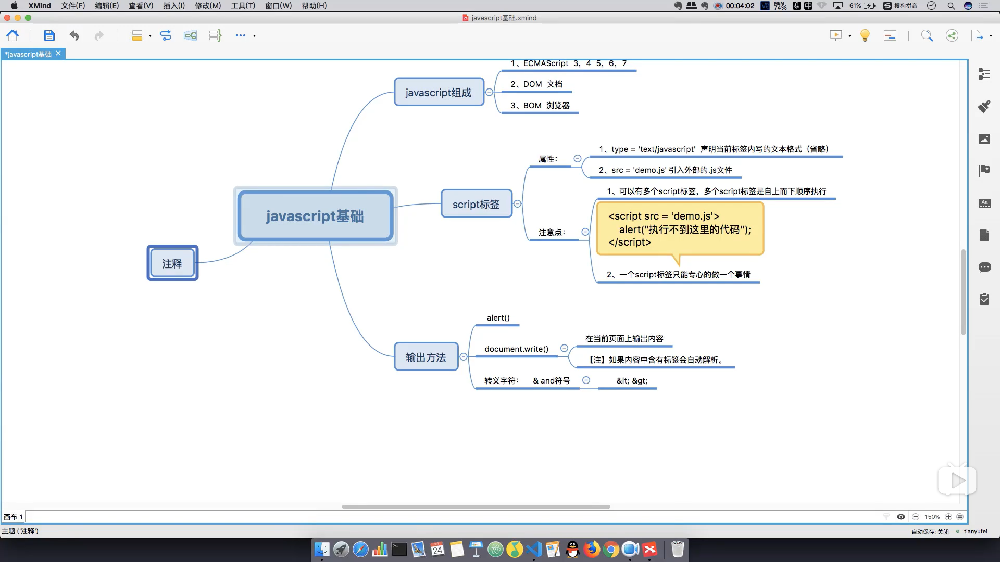 XMind 文件(F) 编辑(E) 查看(V) 插入(I) 修改(M) 工具(T) 窗口(W) 帮助(H) 00:04:02 MEM 74% 中 61% 搜狗拼音
javascript基础.xmind
*javascript基础
1、ECMAScript 3，4 5，6，7
javascript组成
2、DOM 文档
3、BOM 浏览器
1、type = 'text/javascript' 声明当前标签内写的文本格式（省略）
属性：
2、src = 'demo.js' 引入外部的.js文件
1、可以有多个script标签，多个script标签是自上而下顺序执行
script标签
javascript基础
<script src = 'demo.js'>
alert("执行不到这里的代码");
</script>
注意点：
注释
2、一个script标签只能专心的做一个事情
alert()
在当前页面上输出内容
document.write()
输出方法
【注】如果内容中含有标签会自动解析。
转义字符： & and符号 &lt; &gt;
画布 1
150%
主题 ('注释')
自动保存: 关闭 tianyufei
24